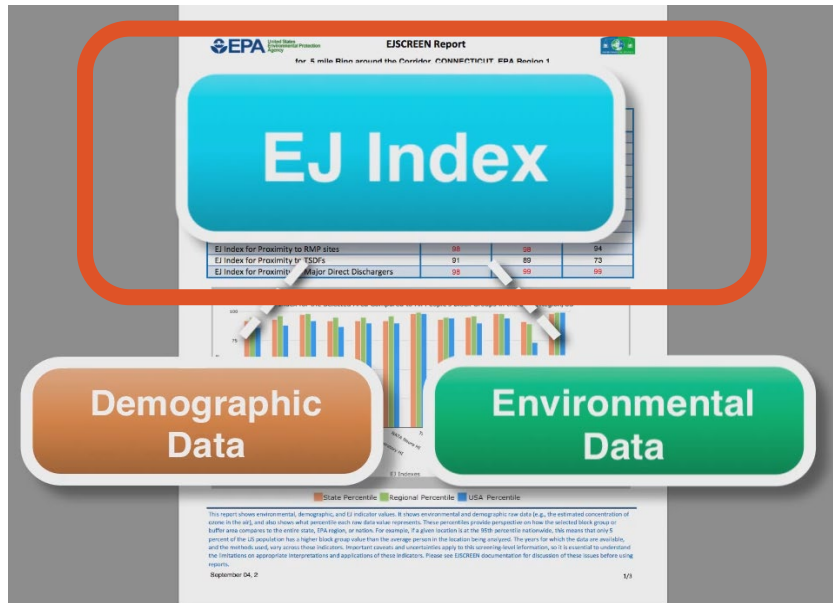 EPA United States Environmental Protection Agency
EJSCREEN Report
for 5 mile Ring around the Corridor, CONNECTICUT, EPA Region 1
EJ Index
EJ Index for Proximity to RMP sites 98 98 94
EJ Index for Proximity to TSDFs 91 89 73
EJ Index for Proximity Major Direct Dischargers 98 99 99
100
75
Demographic
Data
Environmental
Data
EJ Indexes
State Percentile Regional Percentile USA Percentile
This report shows environmental, demographic, and EJ indicator values. It shows environmental and demographic raw data (e.g., the estimated concentration of
ozone in the air), and also shows what percentile each raw data value represents. These percentiles provide perspective on how the selected block group or
buffer area compares to the entire state, EPA region, or nation. For example, if a given location is at the 95th percentile nationwide, this means that only 5
percent of the US population has a higher block group value than the average person in the location being analyzed. The years for which the data are available,
and the methods used, vary across these indicators. Important caveats and uncertainties apply to this screening-level information, so it is essential to understand
the limitations on appropriate interpretations and applications of these indicators. Please see EJSCREEN documentation for discussion of these issues before using
reports.
September 04, 2
1/3